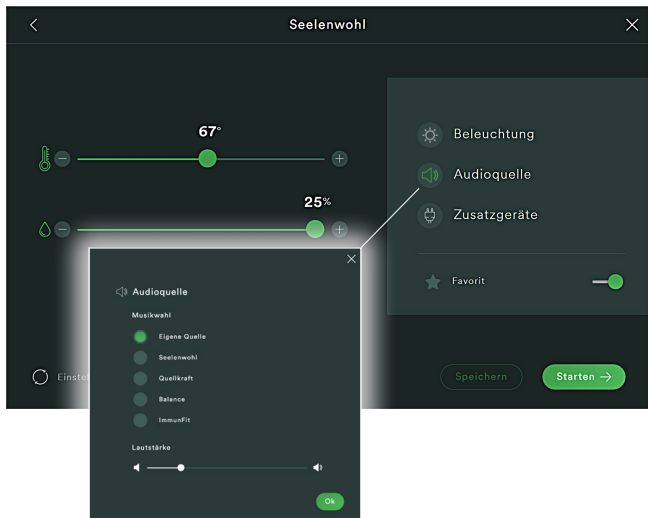 Seelenwohl
67°
25%
Beleuchtung
Audioquelle
Zusatzgeräte
Favorit
Speichern
Starten
Audioquelle
Musikwahl
Eigene Quelle
Seelenwohl
Quellkraft
Balance
ImmunFit
Lautstärke
Ok